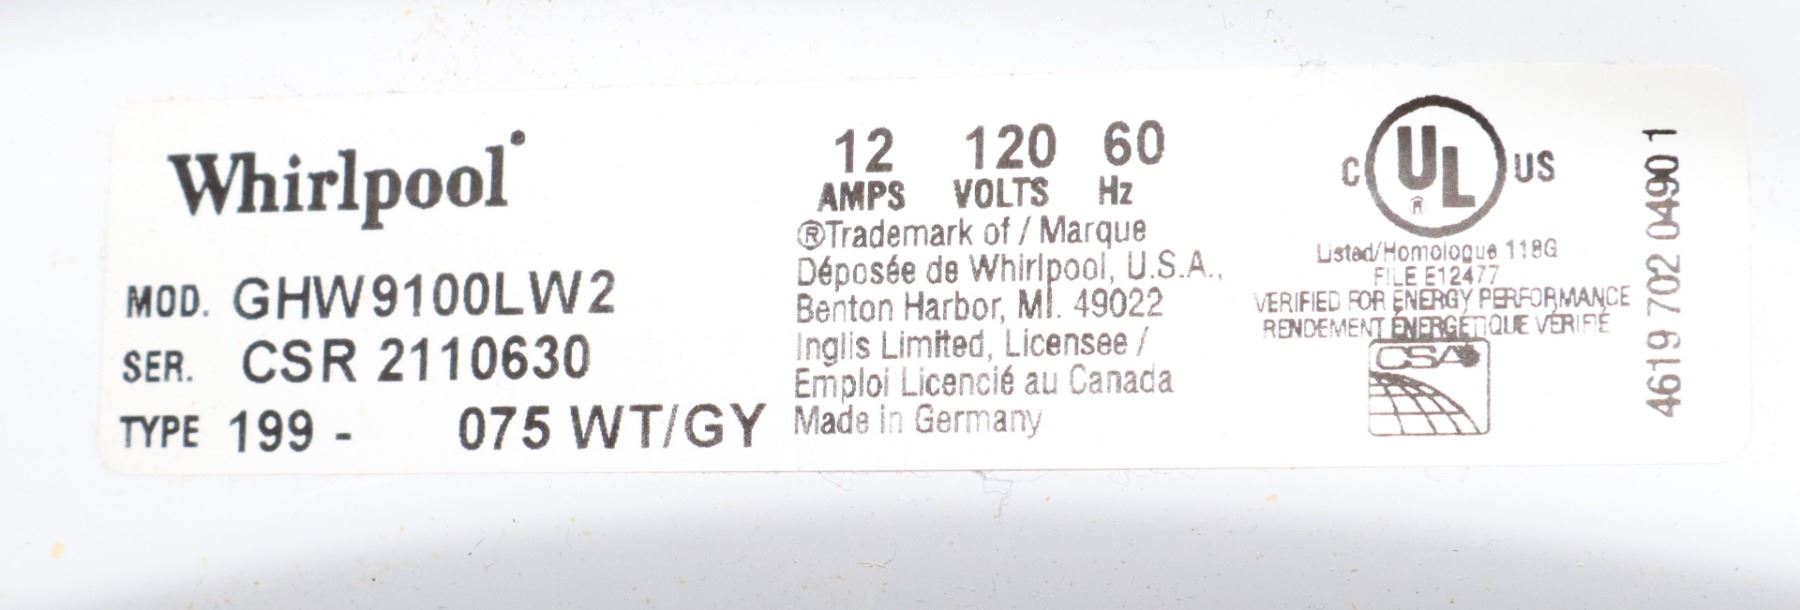 Whirlpool
MOD. GHW9100LW2
SER. CSR 2110630
TYPE 199 - 075 WT/GY
12 120 60
AMPS VOLTS Hz
®Trademark of / Marque
Déposée de Whirlpool, U.S.A.,
Benton Harbor, MI. 49022
Inglis Limited, Licensee /
Emploi Licencié au Canada
Made in Germany
C UL US
R
Listed/Homologue 118G
FILE E12477
VERIFIED FOR ENERGY PERFORMANCE
RENDEMENT ÉNERGÉTIQUE VÉRIFIÉ
CSA
4619 702 0490 1